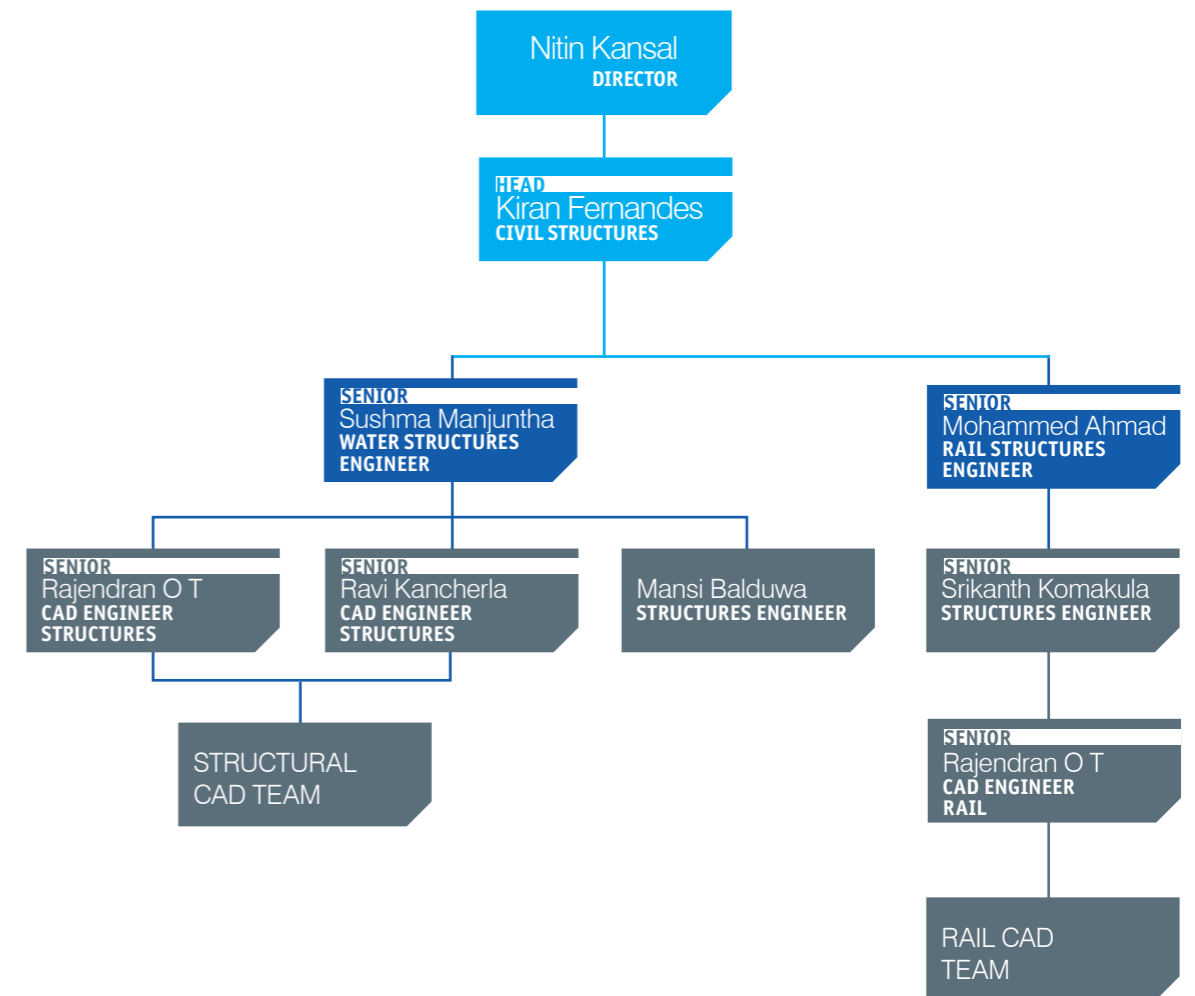 Nitin Kansal
DIRECTOR
HEAD
Kiran Fernandes
CIVIL STRUCTURES
SENIOR
Sushma Manjuntha
WATER STRUCTURES
ENGINEER
SENIOR
Mohammed Ahmad
RAIL STRUCTURES
ENGINEER
SENIOR
Rajendran O T
CAD ENGINEER
STRUCTURES
SENIOR
Ravi Kancherla
CAD ENGINEER
STRUCTURES
Mansi Balduwa
STRUCTURES ENGINEER
SENIOR
Srikanth Komakula
STRUCTURES ENGINEER
STRUCTURAL
CAD TEAM
SENIOR
Rajendran O T
CAD ENGINEER
RAIL
RAIL CAD
TEAM